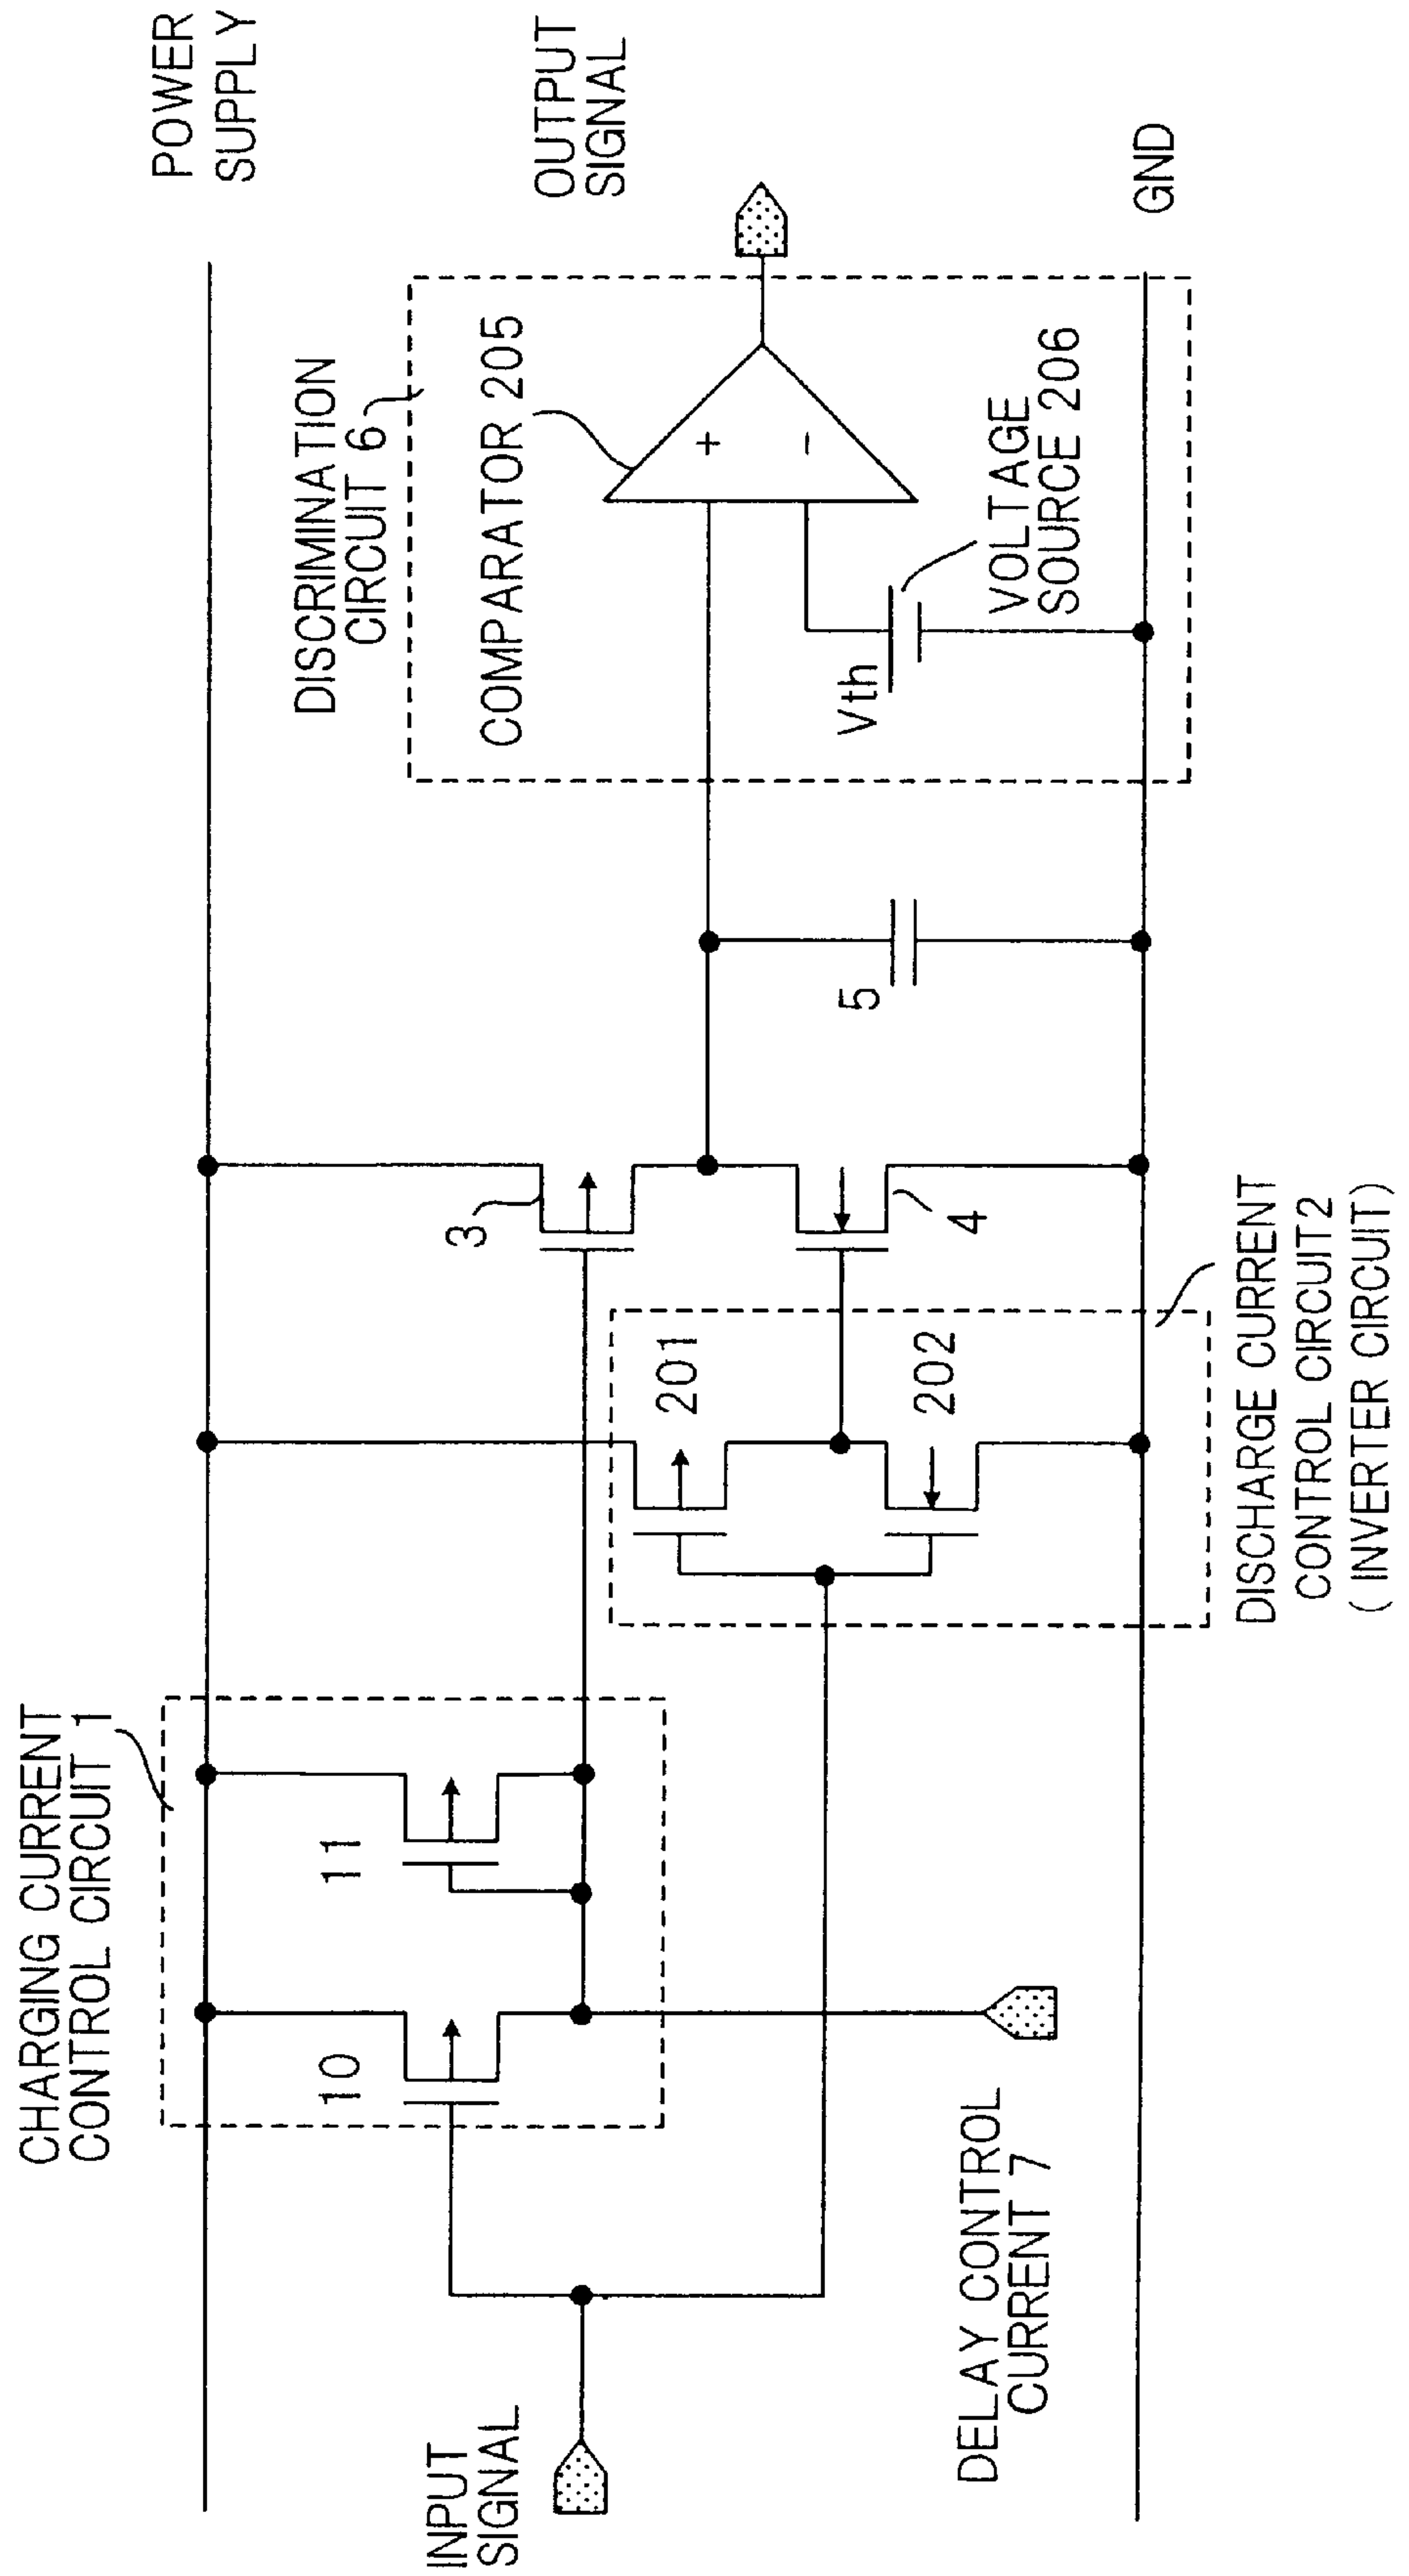 CHARGING CURRENT
CONTROL CIRCUIT 1
POWER
SUPPLY
INPUT
SIGNAL
10
11
3
DISCRIMINATION
CIRCUIT 6
COMPARATOR 205
+
-
OUTPUT
SIGNAL
201
202
4
5
Vth
VOLTAGE
SOURCE 206
DELAY CONTROL
CURRENT 7
GND
DISCHARGE CURRENT
CONTROL CIRCUIT2
( INVERTER CIRCUIT)